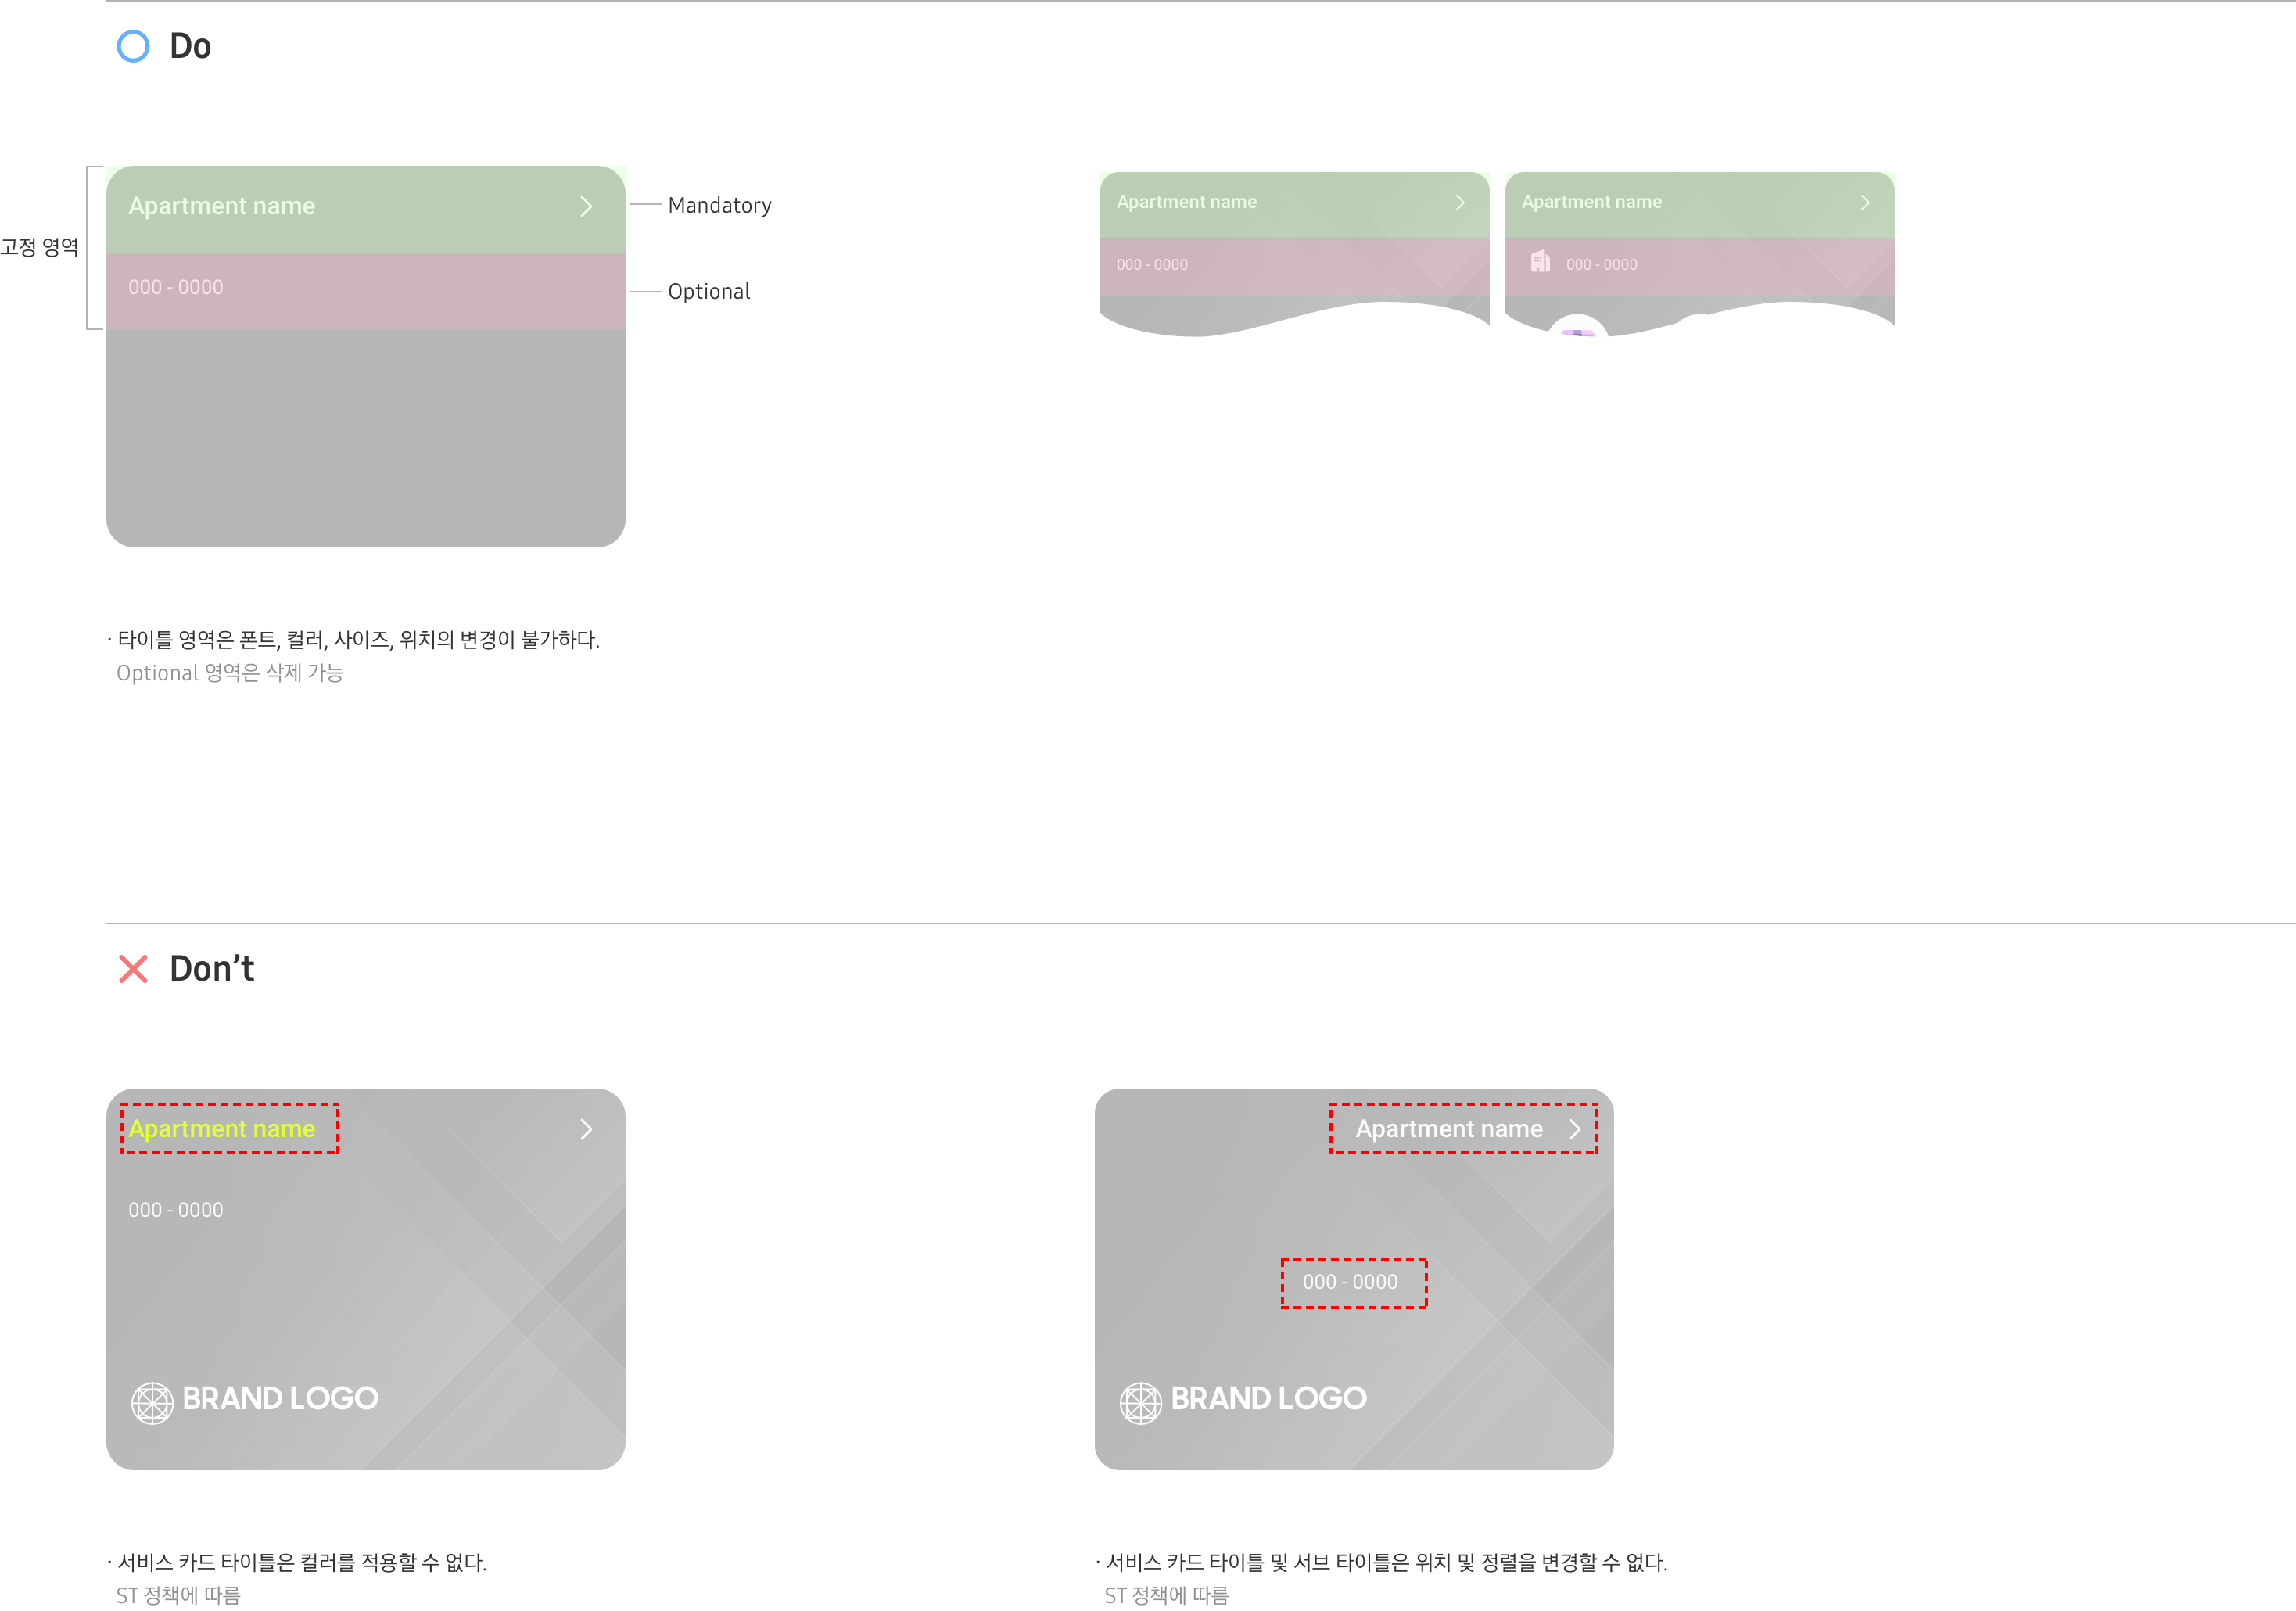 Do
고정 영역
Apartment name
000 - 0000
Mandatory
Optional
Apartment name
000 - 0000
Apartment name
000 - 0000
· 타이틀 영역은 폰트, 컬러, 사이즈, 위치의 변경이 불가하다.
Optional 영역은 삭제 가능
Don’t
Apartment name
000 - 0000
BRAND LOGO
Apartment name
000 - 0000
BRAND LOGO
· 서비스 카드 타이틀은 컬러를 적용할 수 없다.
ST 정책에 따름
· 서비스 카드 타이틀 및 서브 타이틀은 위치 및 정렬을 변경할 수 없다.
ST 정책에 따름